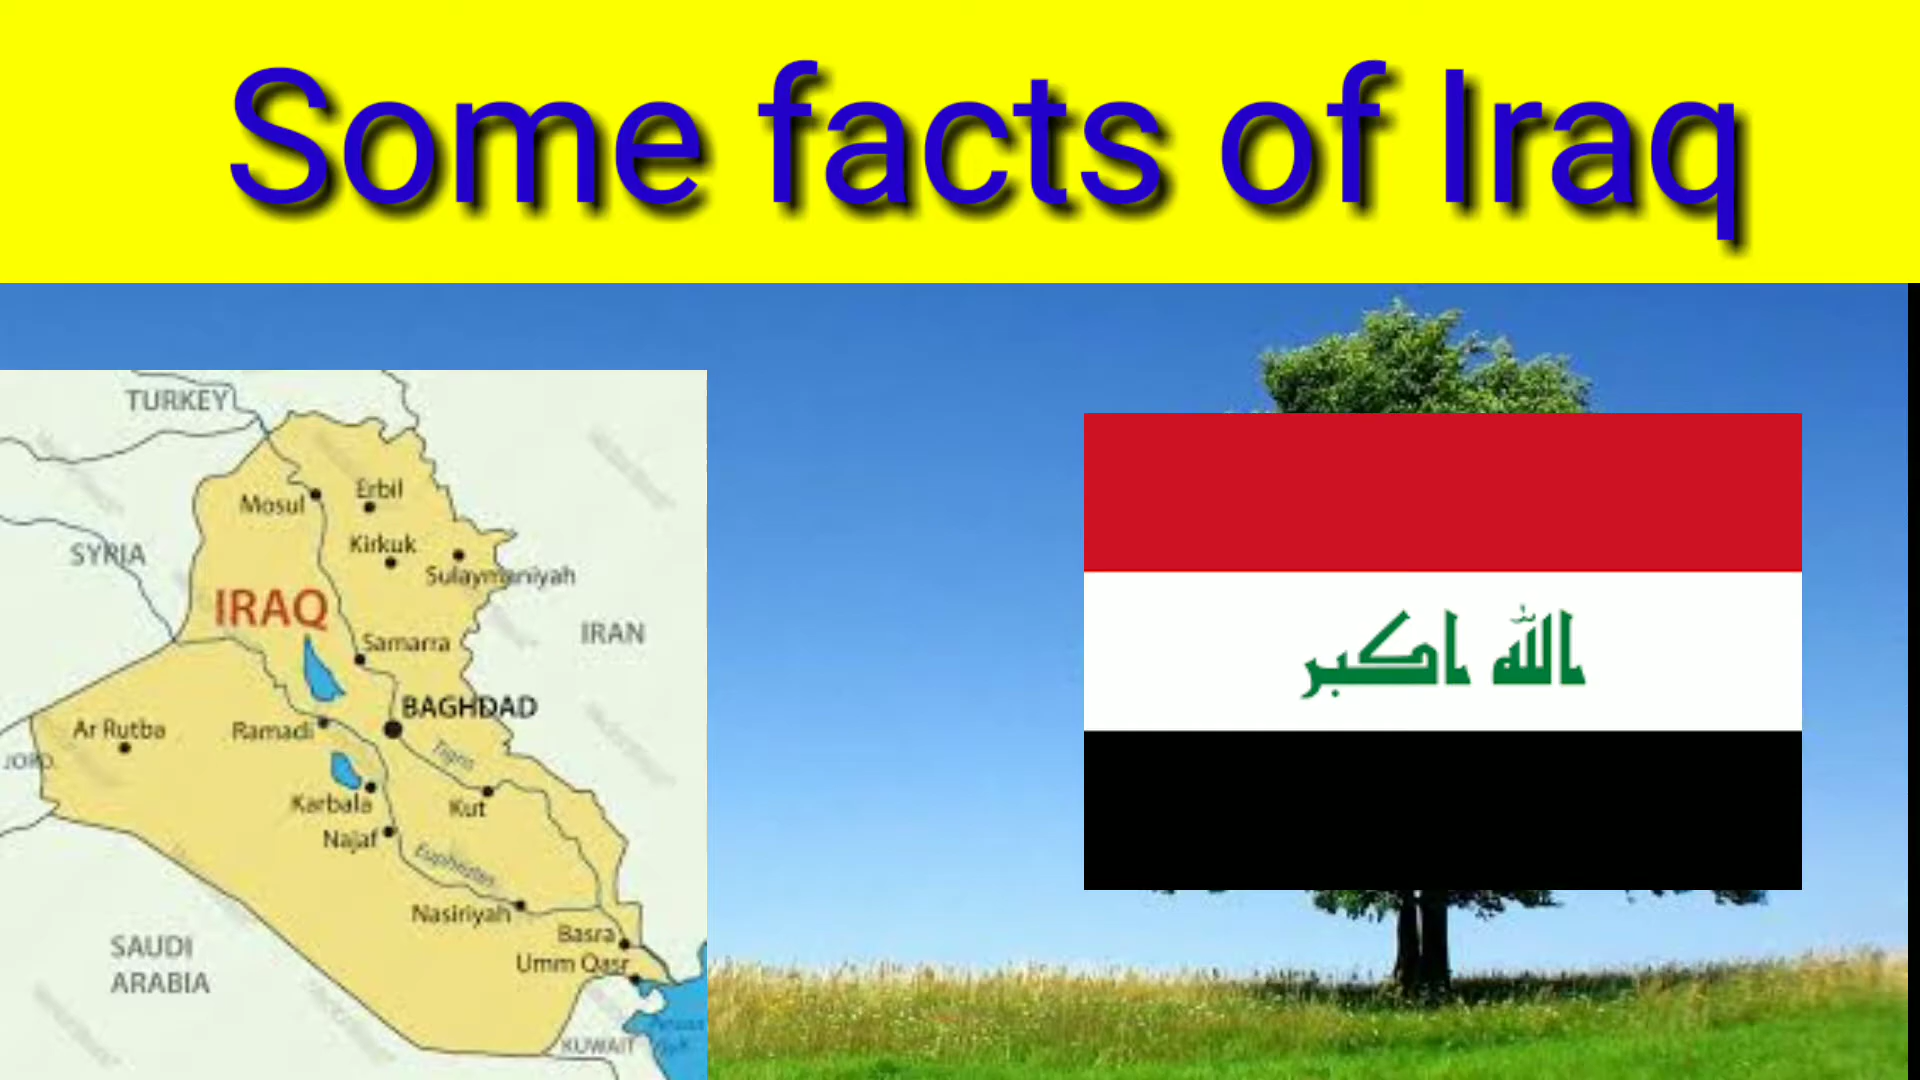 Some facts of Iraq
TURKEY
Erbil
Mosul
Kirkuk
SYRIA
Sulaymaniyah
IRAQ
IRAN
Samarra
الله اكبر
BAGHDAD
Ar Rutba
Ramadi
Tigris
JORD.
Karbala
Kut
Najaf
Euphrates
Nasiriyah
Basra
SAUDI
ARABIA
Umm Qasr
KUWAIT